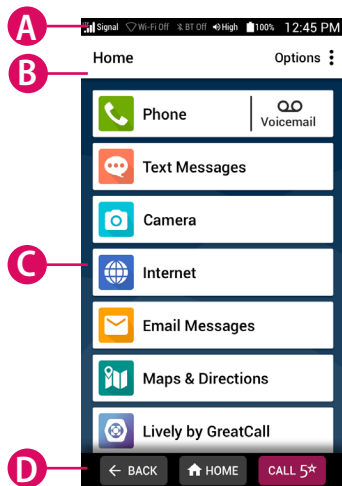 A
Signal Wi-Fi Off BT Off High 100% 12:45 PM
Home Options
B
Phone Voicemail
Text Messages
Camera
C
Internet
Email Messages
Maps & Directions
Lively by GreatCall
D
BACK HOME CALL 5☆